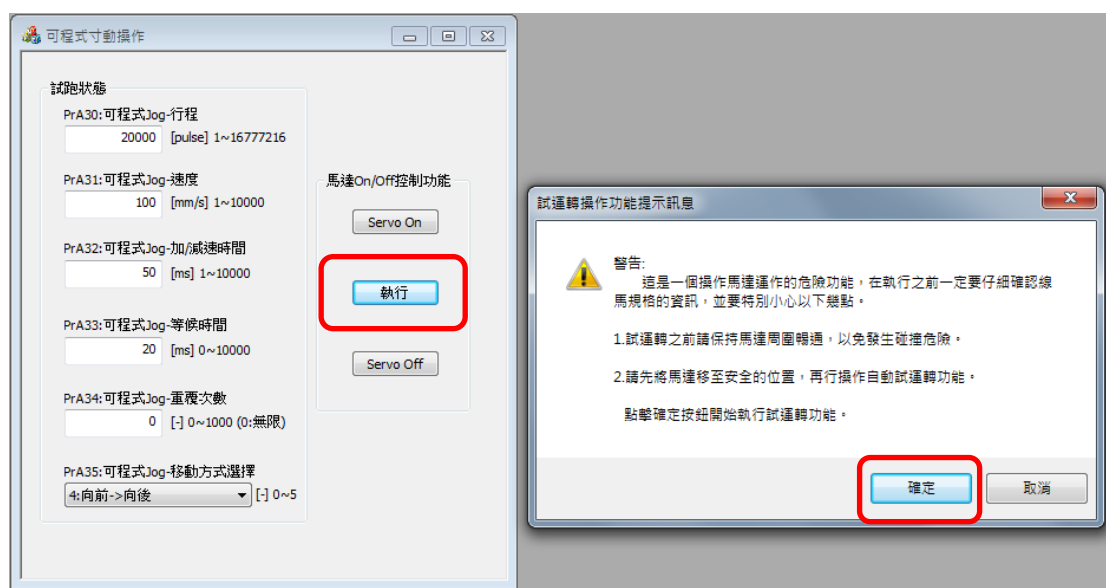 可程式寸動操作
試跑狀態
PrA30:可程式Jog-行程
20000 [pulse] 1~16777216
PrA31:可程式Jog-速度
100 [mm/s] 1~10000
PrA32:可程式Jog-加/減速時間
50 [ms] 1~10000
PrA33:可程式Jog-等候時間
20 [ms] 0~10000
PrA34:可程式Jog-重覆次數
0 [-] 0~1000 (0:無限)
PrA35:可程式Jog-移動方式選擇
4:向前->向後 [-] 0~5
馬達On/Off控制功能
Servo On
執行
Servo Off
試運轉操作功能提示訊息
警告:
這是一個操作馬達運作的危險功能，在執行之前一定要仔細確認線
馬規格的資訊，並要特別小心以下幾點。
1.試運轉之前請保持馬達周圍暢通，以免發生碰撞危險。
2.請先將馬達移至安全的位置，再行操作自動試運轉功能。
點擊確定按鈕開始執行試運轉功能。
確定
取消